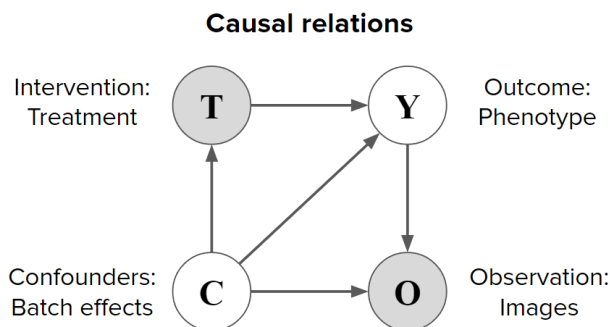 Causal relations
Intervention:
Treatment
T
Y
Outcome:
Phenotype
Confounders:
Batch effects
C
O
Observation:
Images